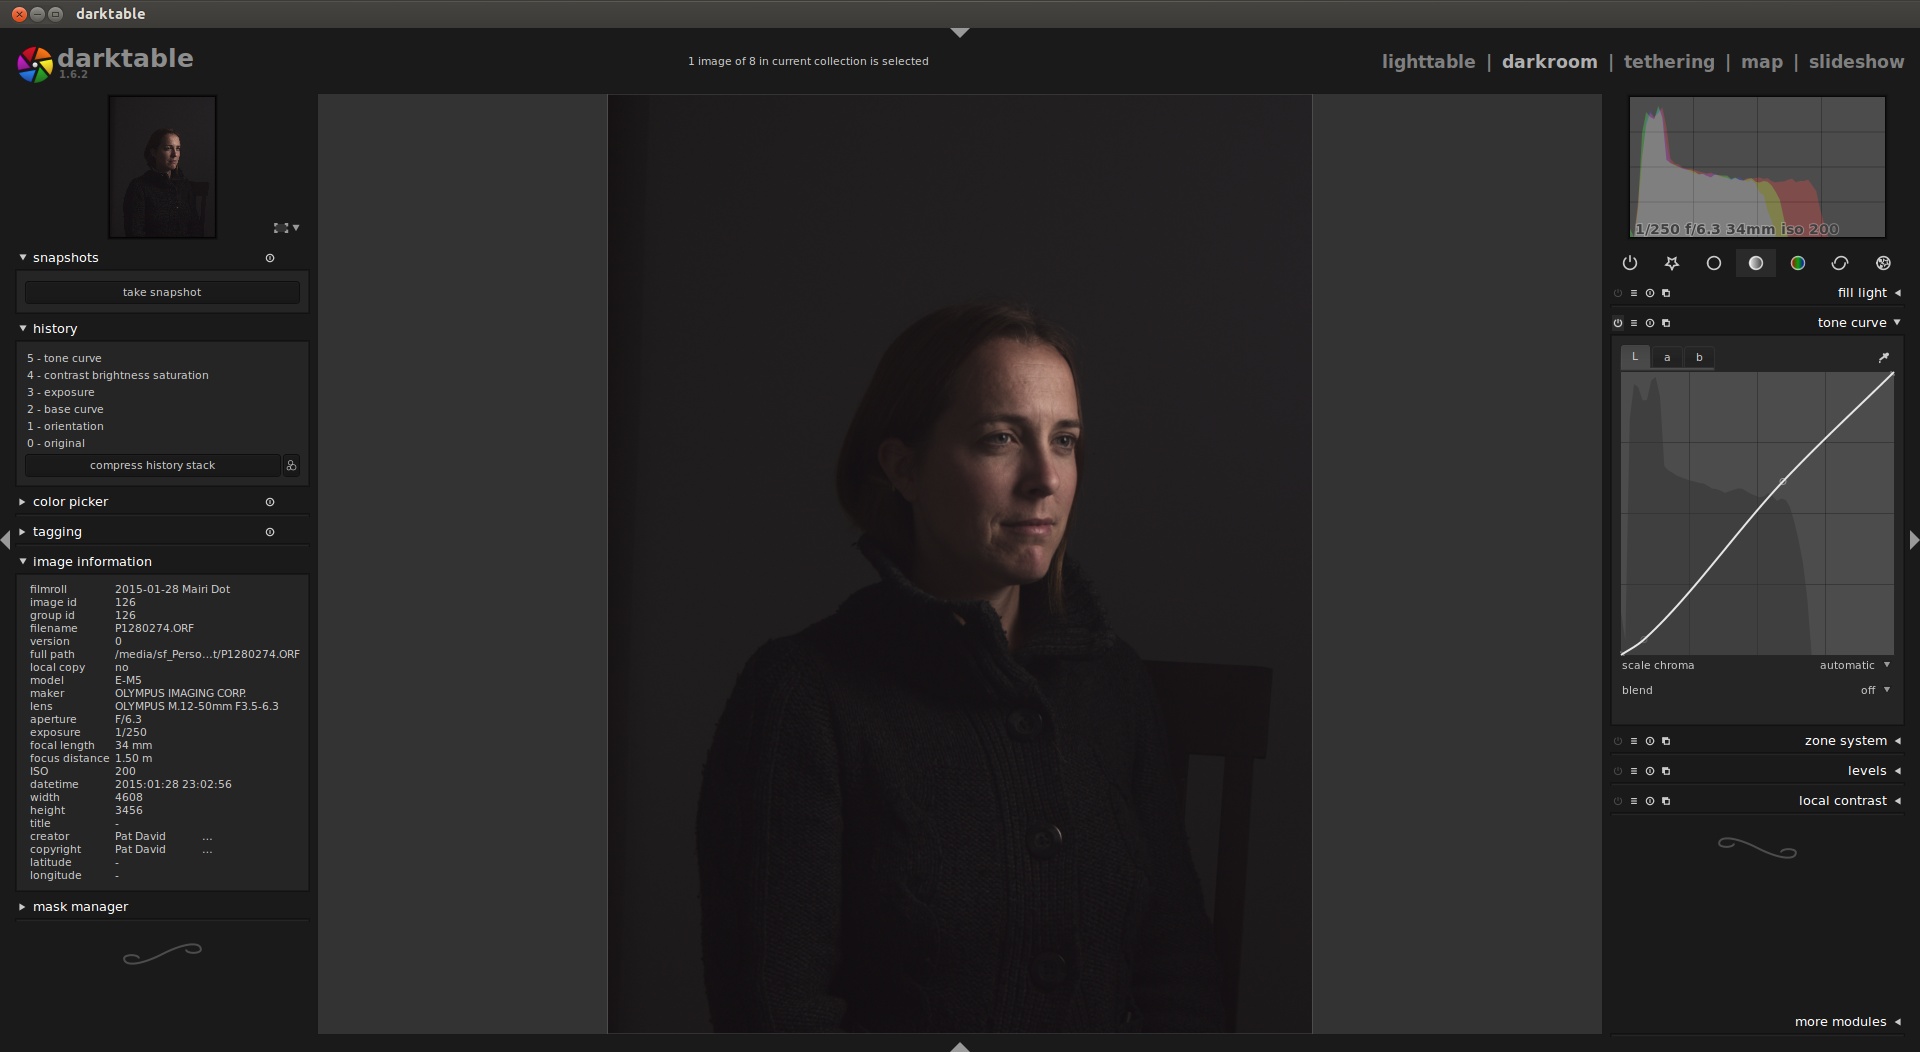 darktable
darktable
1.6.2
1 image of 8 in current collection is selected
lighttable | darkroom | tethering | map | slideshow
snapshots
take snapshot
history
5 - tone curve
4 - contrast brightness saturation
3 - exposure
2 - base curve
1 - orientation
0 - original
compress history stack
color picker
tagging
image information
filmroll 2015-01-28 Mairi Dot
image id 126
group id 126
filename P1280274.ORF
version 0
full path /media/sf_Perso...t/P1280274.ORF
local copy no
model E-M5
maker OLYMPUS IMAGING CORP.
lens OLYMPUS M.12-50mm F3.5-6.3
aperture F/6.3
exposure 1/250
focal length 34 mm
focus distance 1.50 m
ISO 200
datetime 2015:01:28 23:02:56
width 4608
height 3456
title -
creator Pat David ...
copyright Pat David ...
latitude -
longitude -
mask manager
1/250 f/6.3 34mm iso 200
fill light
tone curve
L a b
scale chroma automatic
blend off
zone system
levels
local contrast
more modules